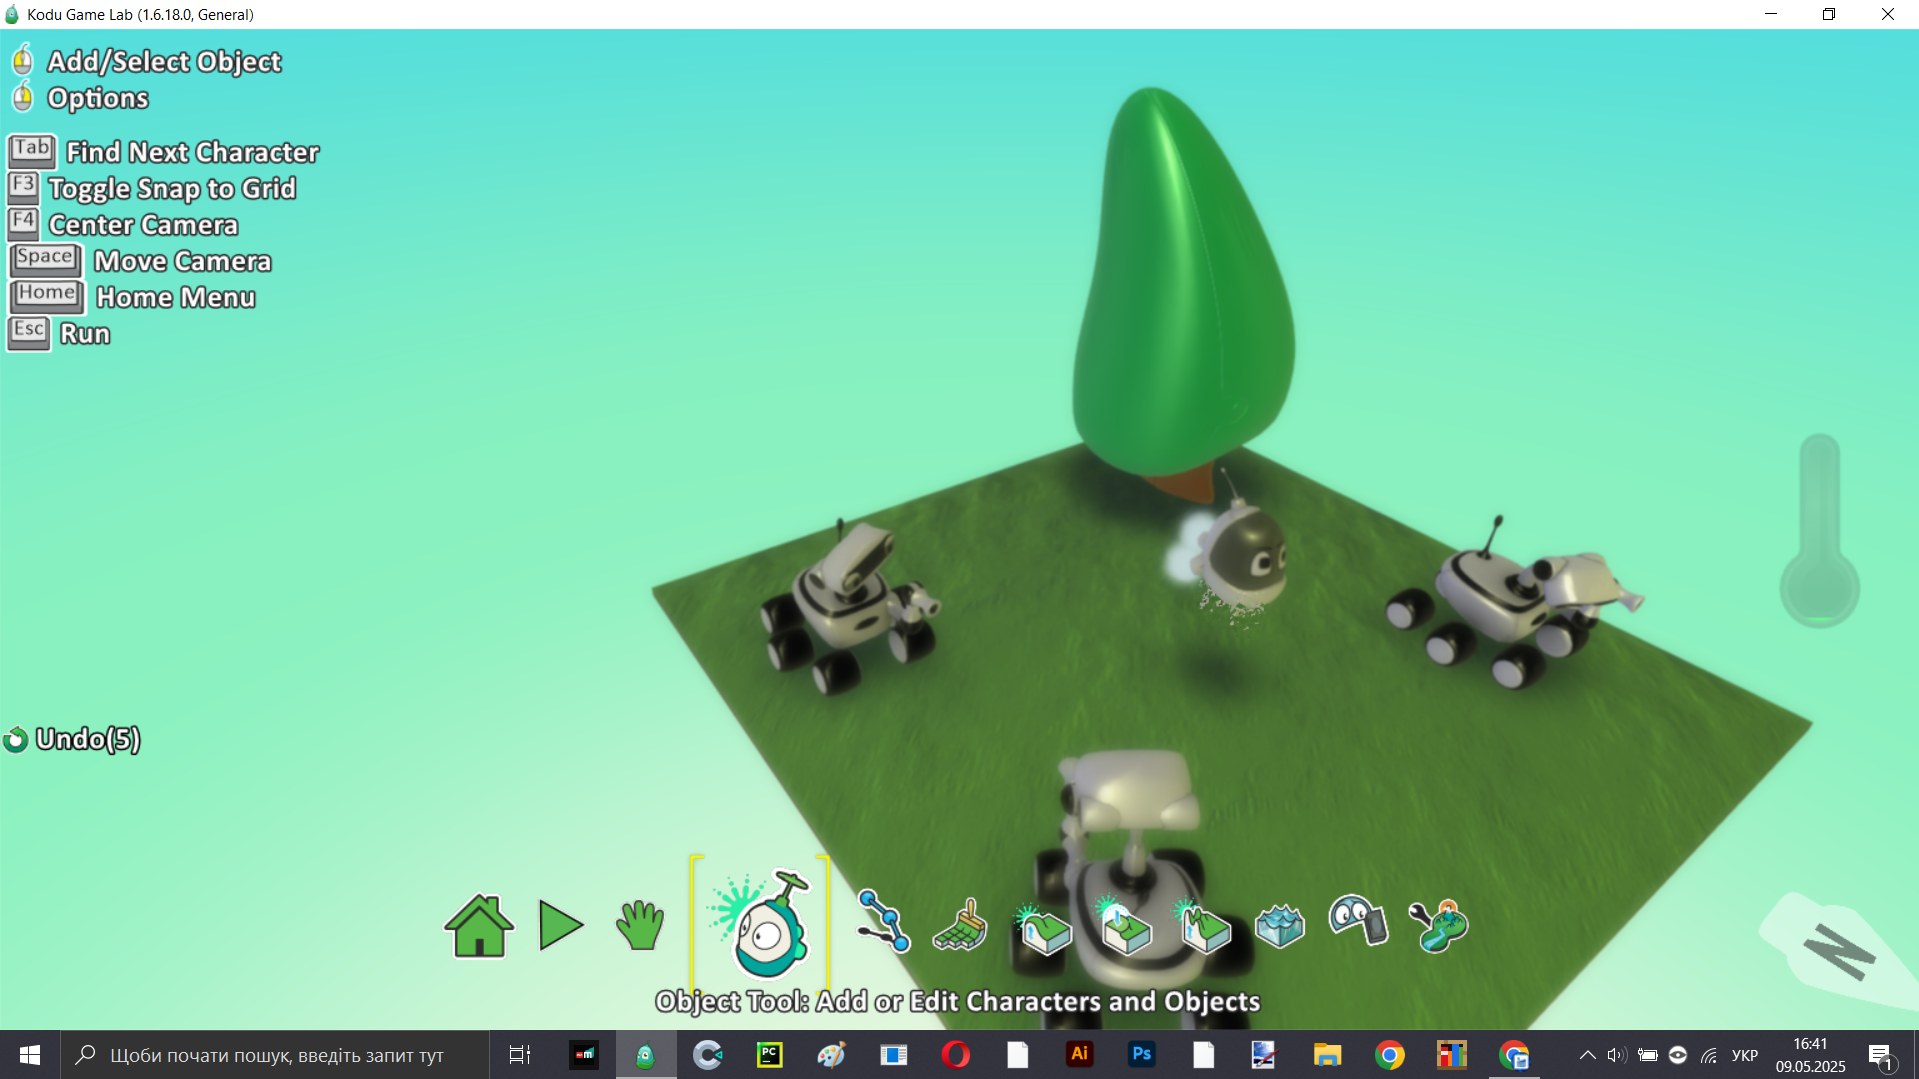 Kodu Game Lab (1.6.18.0, General)
Add/Select Object
Options
Tab Find Next Character
F3 Toggle Snap to Grid
F4 Center Camera
Space Move Camera
Home Home Menu
Esc Run
Undo(5)
N
Object Tool: Add or Edit Characters and Objects
Щоби почати пошук, введіть запит тут
PC
Ai
Ps
УКР
16:41
09.05.2025
1